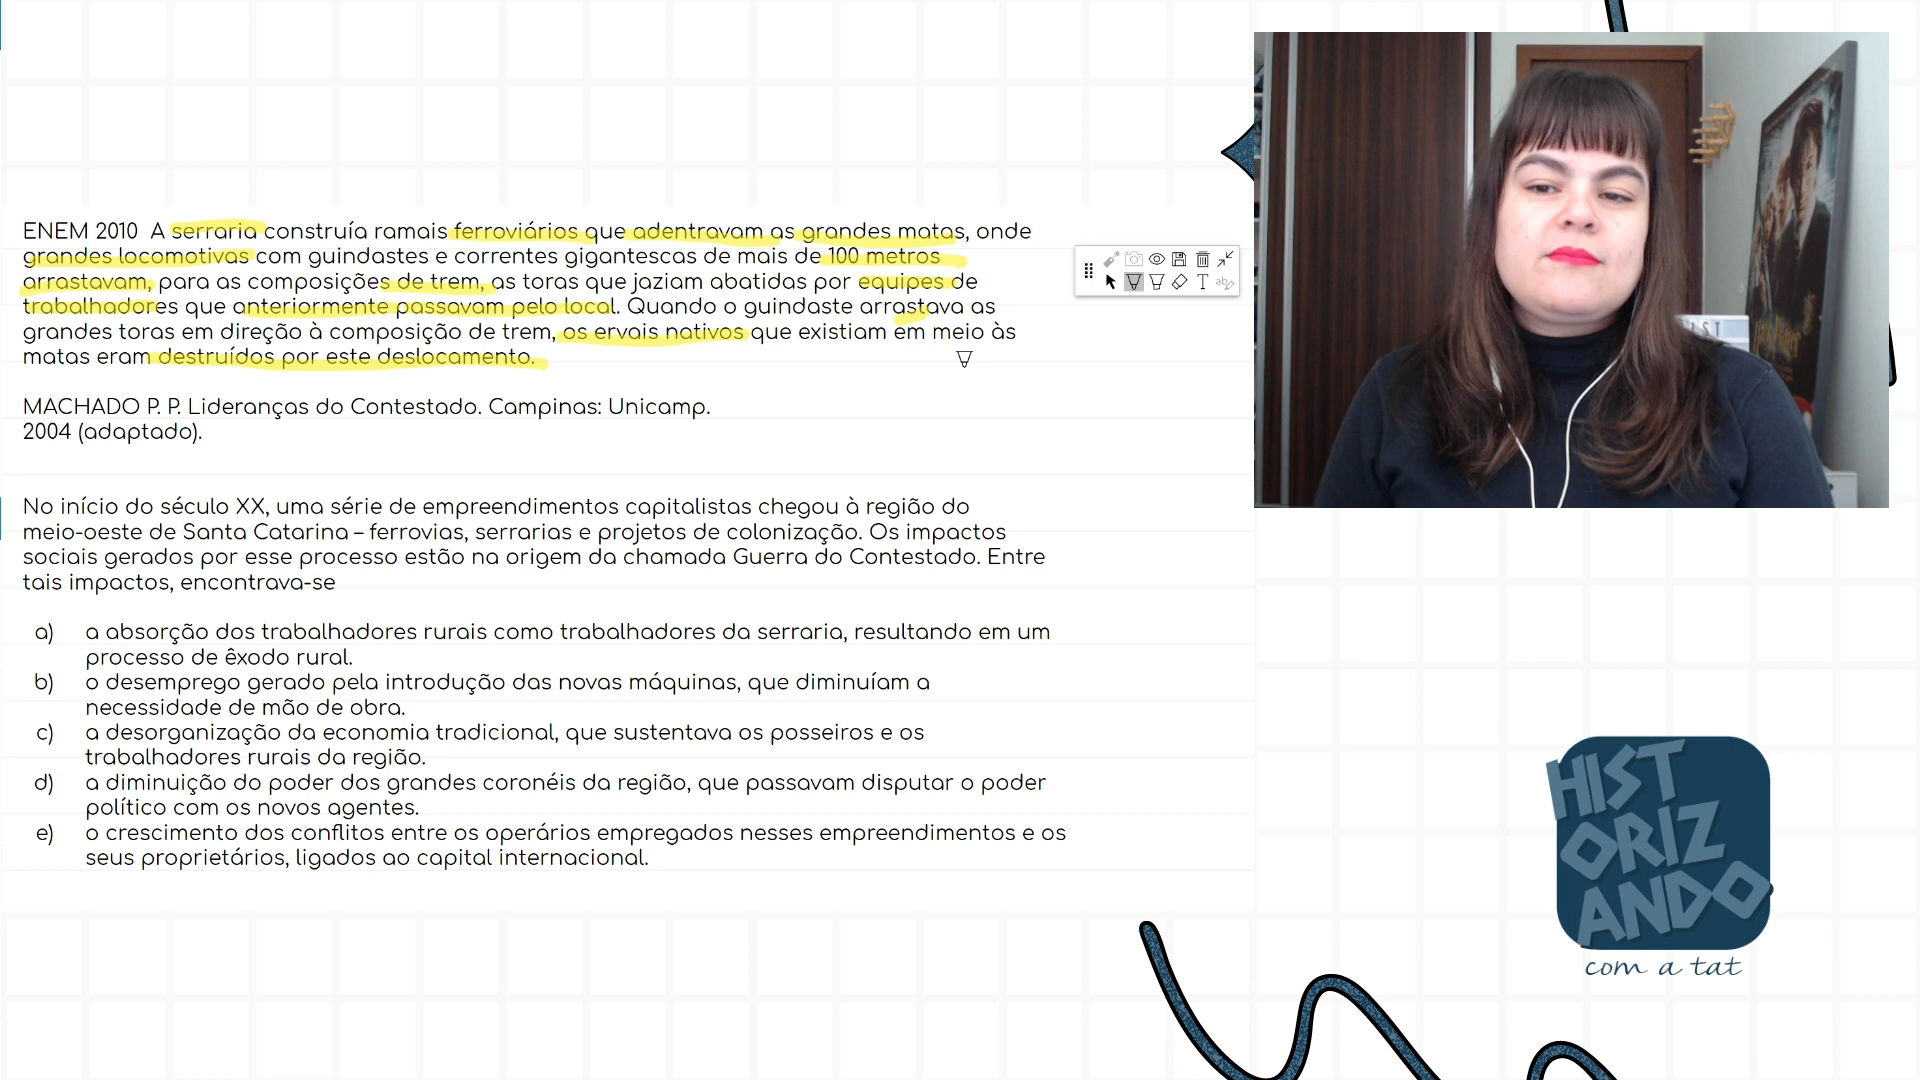 ENEM 2010 A serraria construía ramais ferroviários que adentravam as grandes matas, onde
grandes locomotivas com guindastes e correntes gigantescas de mais de 100 metros
arrastavam, para as composições de trem, as toras que jaziam abatidas por equipes de
trabalhadores que anteriormente passavam pelo local. Quando o guindaste arrastava as
grandes toras em direção à composição de trem, os ervais nativos que existiam em meio às
matas eram destruídos por este deslocamento.
MACHADO P. P. Lideranças do Contestado. Campinas: Unicamp.
2004 (adaptado).
No início do século XX, uma série de empreendimentos capitalistas chegou à região do
meio-oeste de Santa Catarina – ferrovias, serrarias e projetos de colonização. Os impactos
sociais gerados por esse processo estão na origem da chamada Guerra do Contestado. Entre
tais impactos, encontrava-se
a) a absorção dos trabalhadores rurais como trabalhadores da serraria, resultando em um
processo de êxodo rural.
b) o desemprego gerado pela introdução das novas máquinas, que diminuíam a
necessidade de mão de obra.
c) a desorganização da economia tradicional, que sustentava os posseiros e os
trabalhadores rurais da região.
d) a diminuição do poder dos grandes coronéis da região, que passavam disputar o poder
político com os novos agentes.
e) o crescimento dos conflitos entre os operários empregados nesses empreendimentos e os
seus proprietários, ligados ao capital internacional.
HIST
ORIZ
ANDO
com a tat